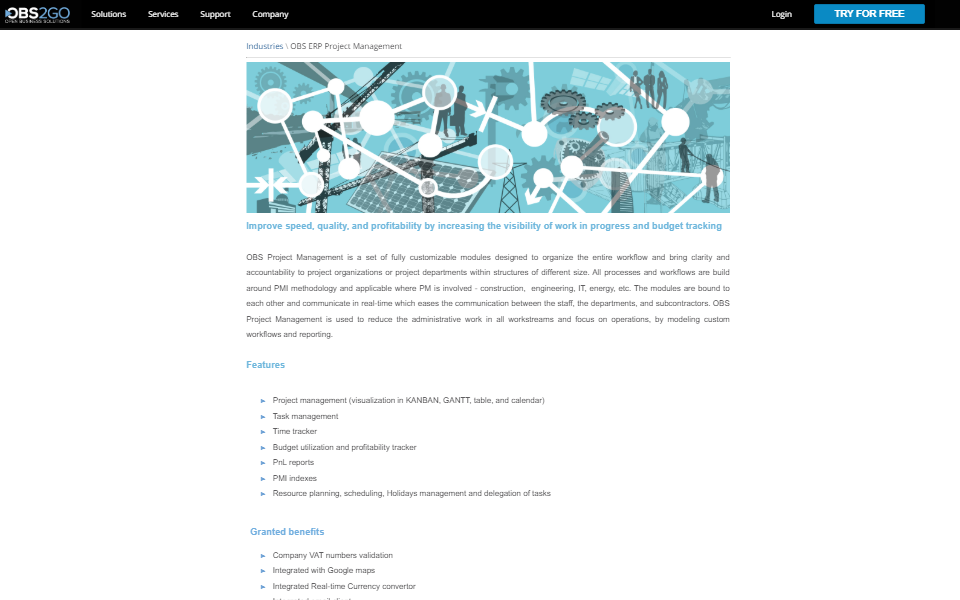 OBS2GO
OPEN BUSINESS SOLUTIONS
Solutions Services Support Company Login TRY FOR FREE
Industries \ OBS ERP Project Management
Improve speed, quality, and profitability by increasing the visibility of work in progress and budget tracking
OBS Project Management is a set of fully customizable modules designed to organize the entire workflow and bring clarity and
accountability to project organizations or project departments within structures of different size. All processes and workflows are build
around PMI methodology and applicable where PM is involved - construction, engineering, IT, energy, etc. The modules are bound to
each other and communicate in real-time which eases the communication between the staff, the departments, and subcontractors. OBS
Project Management is used to reduce the administrative work in all workstreams and focus on operations, by modeling custom
workflows and reporting.
Features
► Project management (visualization in KANBAN, GANTT, table, and calendar)
► Task management
► Time tracker
► Budget utilization and profitability tracker
► PnL reports
► PMI indexes
► Resource planning, scheduling, Holidays management and delegation of tasks
Granted benefits
► Company VAT numbers validation
► Integrated with Google maps
► Integrated Real-time Currency convertor